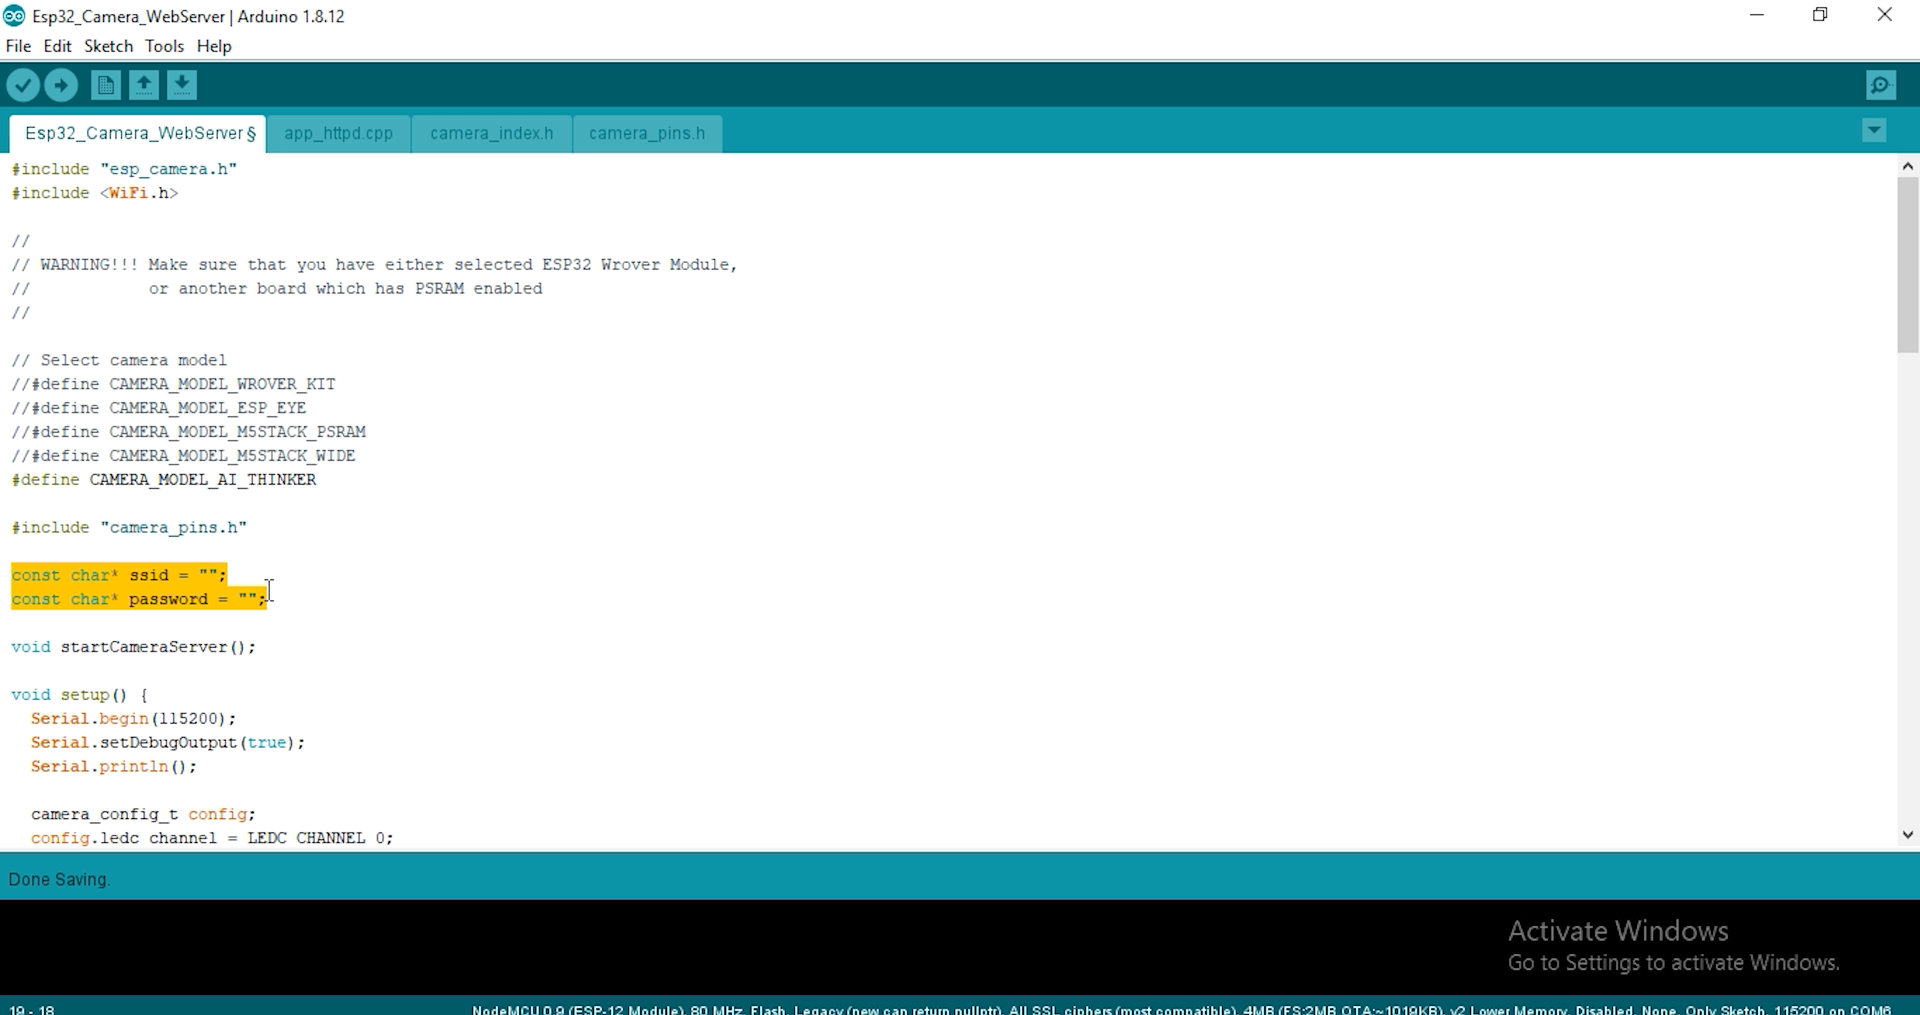 Esp32_Camera_WebServer | Arduino 1.8.12
File Edit Sketch Tools Help
Esp32_Camera_WebServer § app_httpd.cpp camera_index.h camera_pins.h
#include "esp_camera.h"
#include <WiFi.h>
//
// WARNING!!! Make sure that you have either selected ESP32 Wrover Module,
// or another board which has PSRAM enabled
//
// Select camera model
//#define CAMERA_MODEL_WROVER_KIT
//#define CAMERA_MODEL_ESP_EYE
//#define CAMERA_MODEL_M5STACK_PSRAM
//#define CAMERA_MODEL_M5STACK_WIDE
#define CAMERA_MODEL_AI_THINKER
#include "camera_pins.h"
const char* ssid = "";
const char* password = "";
void startCameraServer();
void setup() {
Serial.begin(115200);
Serial.setDebugOutput(true);
Serial.println();
camera_config_t config;
config.ledc_channel = LEDC_CHANNEL_0;
Done Saving.
Activate Windows
Go to Settings to activate Windows.
19 - 18 NodeMCU 0.9 (ESP-12 Module), 80 MHz, Flash, Legacy (new can return nullptr), All SSL ciphers (most compatible), 4MB (FS:2MB OTA:~1019KB), v2 Lower Memory, Disabled, None, Only Sketch, 115200 on COM6